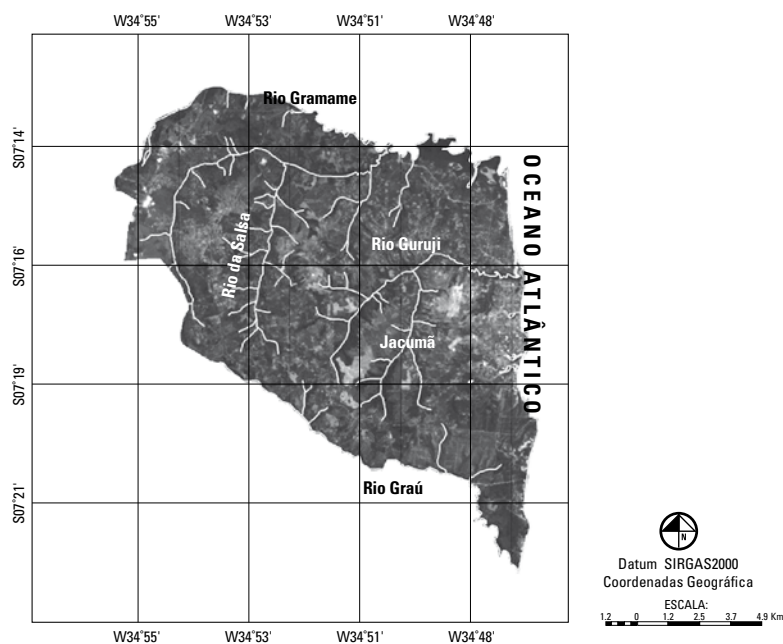 W34°55' W34°53' W34°51' W34°48'
Rio Gramame
S07°14'
OCEANO ATLÂNTICO
Rio da Salsa
Rio Guruji
S07°16'
Jacumã
S07°19'
Rio Graú
S07°21'
N
Datum SIRGAS2000
Coordenadas Geográfica
ESCALA:
1.2 0 1.2 2.5 3.7 4.9 Km
W34°55' W34°53' W34°51' W34°48'